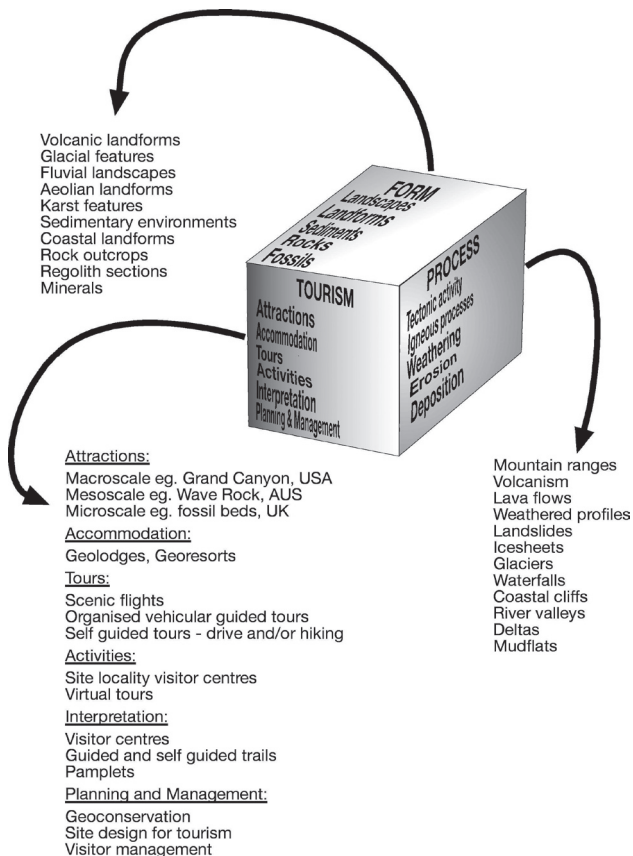 Volcanic landforms
Glacial features
Fluvial landscapes
Aeolian landforms
Karst features
Sedimentary environments
Coastal landforms
Rock outcrops
Regolith sections
Minerals
FORM
Landscapes
Landforms
Sediments
Rocks
Fossils
TOURISM
Attractions
Accommodation
Tours
Activities
Interpretation
Planning & Management
PROCESS
Tectonic activity
Igneous processes
Weathering
Erosion
Deposition
Attractions:
Macroscale eg. Grand Canyon, USA
Mesoscale eg. Wave Rock, AUS
Microscale eg. fossil beds, UK
Accommodation:
Geolodges, Georesorts
Tours:
Scenic flights
Organised vehicular guided tours
Self guided tours - drive and/or hiking
Activities:
Site locality visitor centres
Virtual tours
Interpretation:
Visitor centres
Guided and self guided trails
Pamplets
Planning and Management:
Geoconservation
Site design for tourism
Visitor management
Mountain ranges
Volcanism
Lava flows
Weathered profiles
Landslides
Icesheets
Glaciers
Waterfalls
Coastal cliffs
River valleys
Deltas
Mudflats